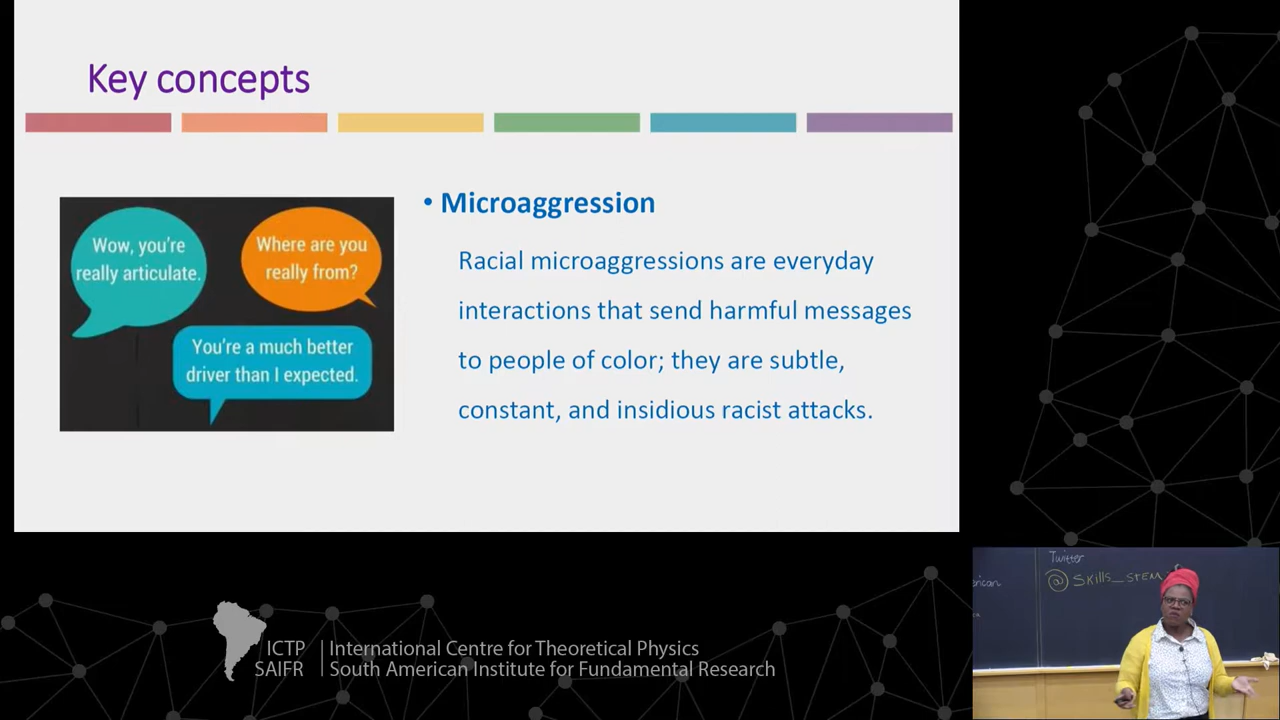 Key concepts
Wow, you're
really articulate.
Where are you
really from?
You're a much better
driver than I expected.
• Microaggression
Racial microaggressions are everyday
interactions that send harmful messages
to people of color; they are subtle,
constant, and insidious racist attacks.
ICTP
SAIFR
International Centre for Theoretical Physics
South American Institute for Fundamental Research
Twitter
@ Skills_STEM